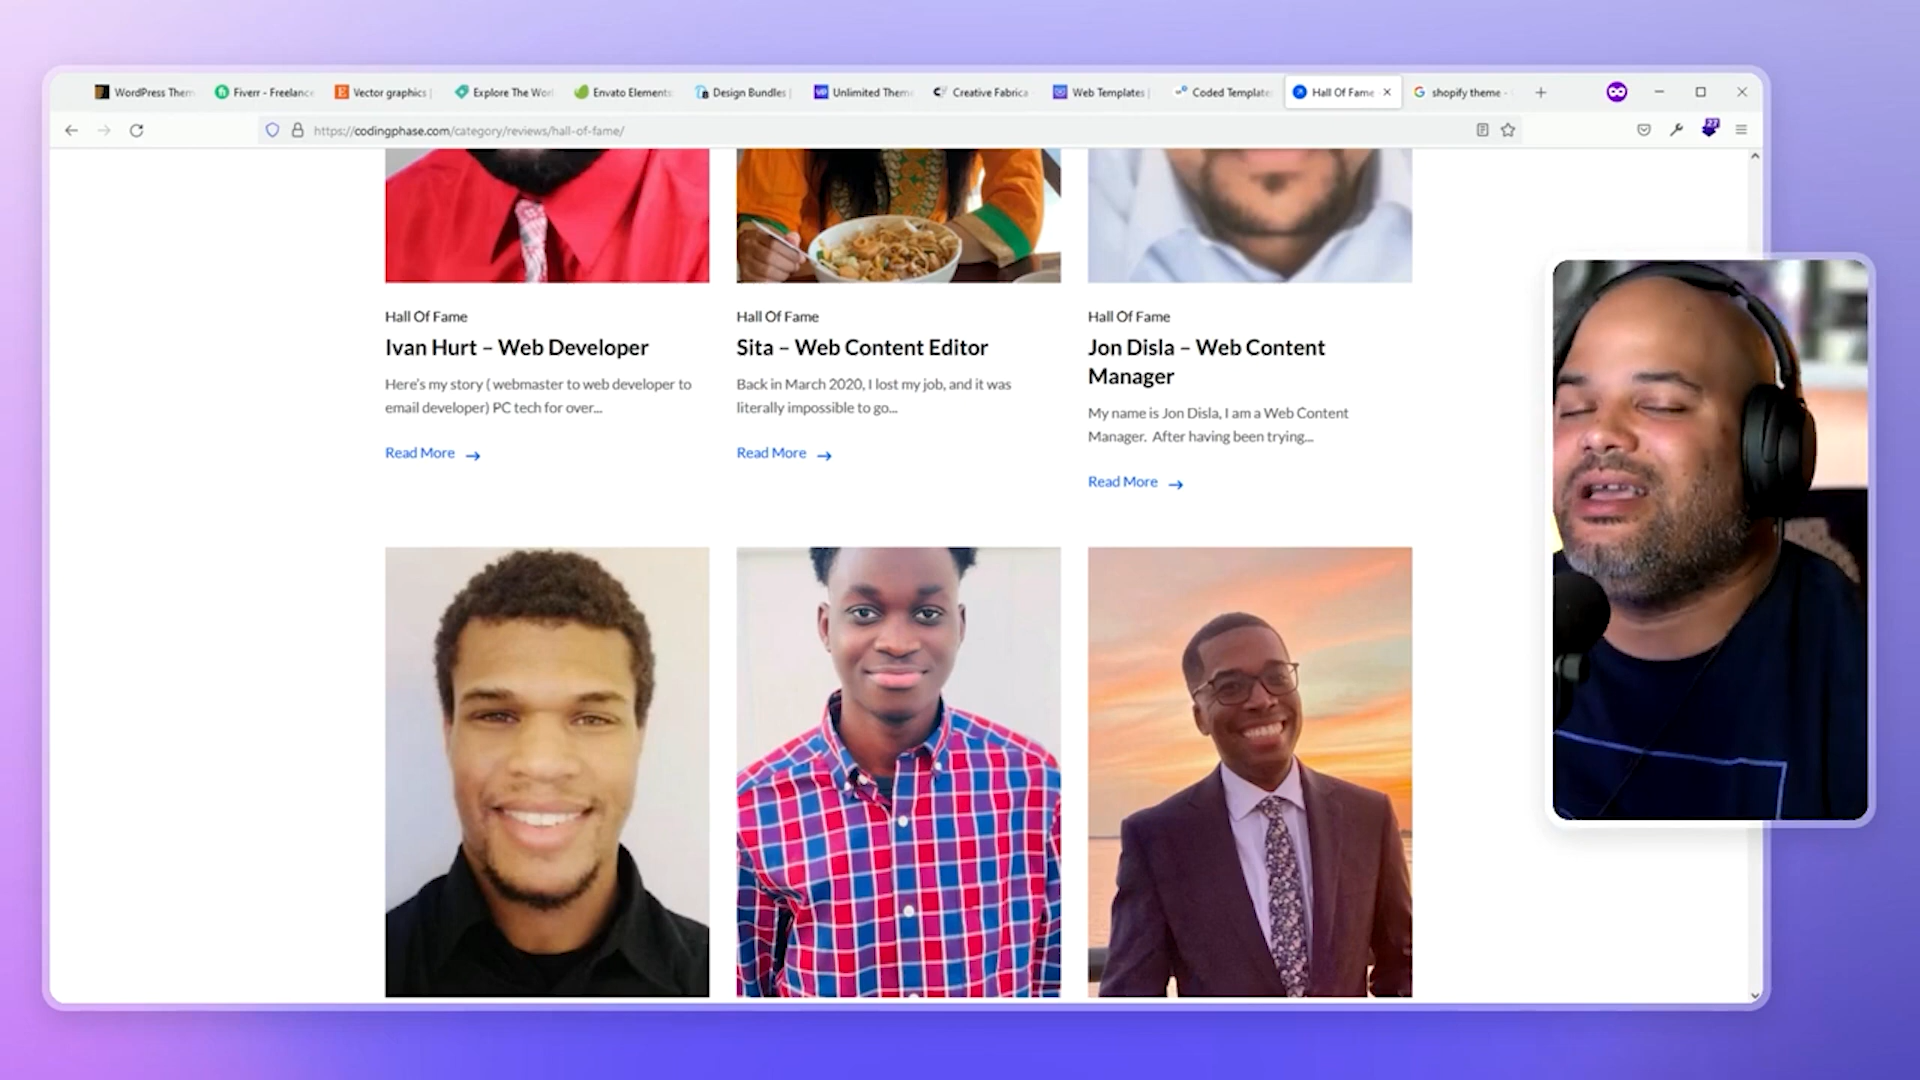 WordPress Them
Fiverr - Freelance
Vector graphics |
Explore The Worl
Envato Elements:
Design Bundles |
Unlimited Theme
Creative Fabrica
Web Templates |
Coded Template
Hall Of Fame
shopify theme -
https://codingphase.com/category/reviews/hall-of-fame/
27
Hall Of Fame
Ivan Hurt – Web Developer
Here's my story ( webmaster to web developer to
email developer) PC tech for over...
Read More
Hall Of Fame
Sita – Web Content Editor
Back in March 2020, I lost my job, and it was
literally impossible to go...
Read More
Hall Of Fame
Jon Disla – Web Content
Manager
My name is Jon Disla, I am a Web Content
Manager. After having been trying...
Read More